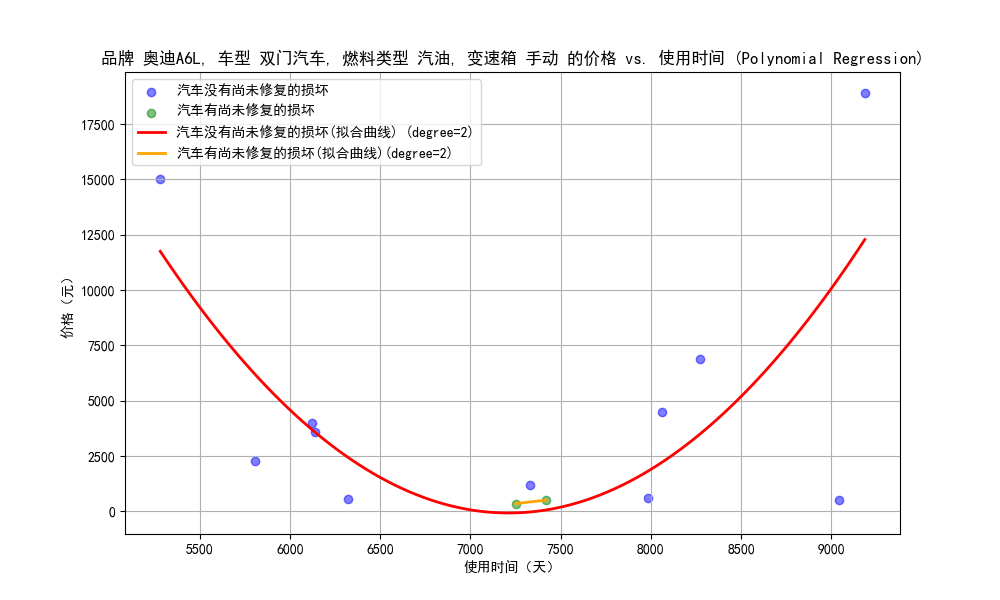 品牌 奥迪A6L, 车型 双门汽车, 燃料类型 汽油, 变速箱 手动 的价格 vs. 使用时间 (Polynomial Regression)
汽车没有尚未修复的损坏
汽车有尚未修复的损坏
汽车没有尚未修复的损坏(拟合曲线) (degree=2)
汽车有尚未修复的损坏(拟合曲线)(degree=2)
17500
15000
12500
10000
7500
5000
2500
0
价格（元）
5500 6000 6500 7000 7500 8000 8500 9000
使用时间（天）